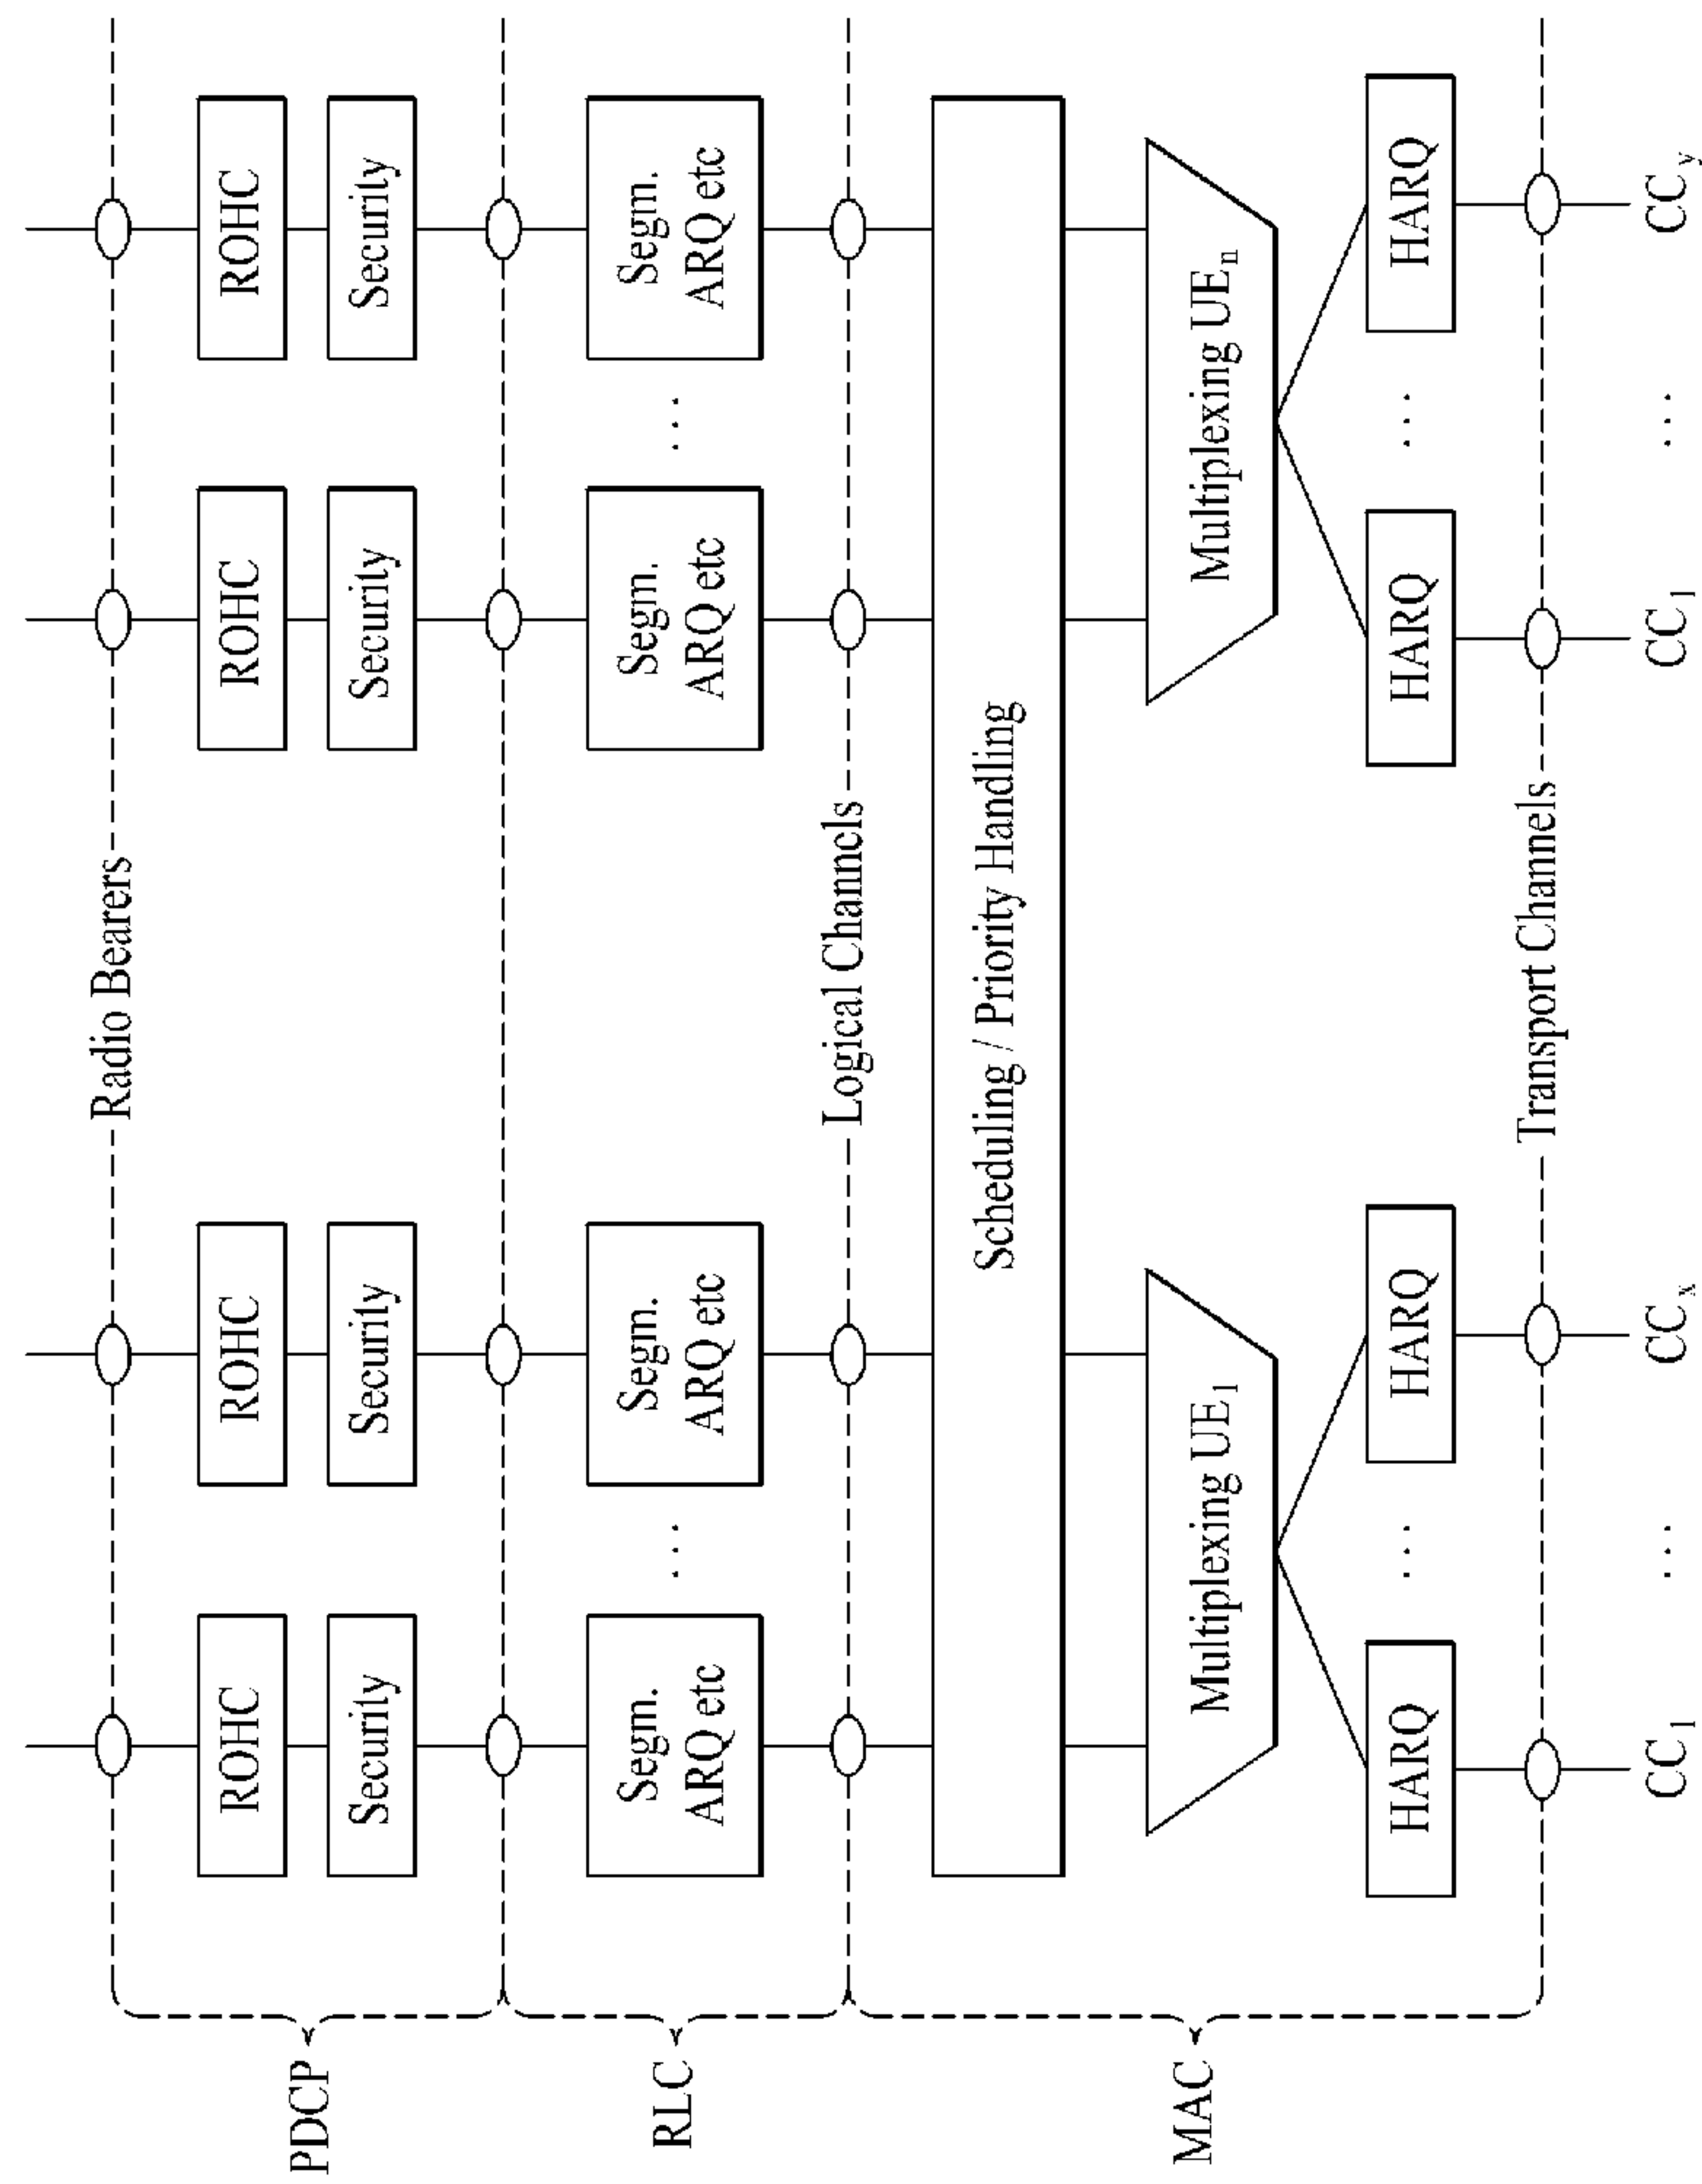 Radio Bearers
PDCP
ROHC
ROHC
ROHC
ROHC
Security
Security
Security
Security
RLC
Segm.
ARQ etc
...
Segm.
ARQ etc
Segm.
ARQ etc
...
Segm.
ARQ etc
Logical Channels
Scheduling / Priority Handling
MAC
Multiplexing UE1
Multiplexing UEn
HARQ
...
HARQ
HARQ
...
HARQ
Transport Channels
CC1
...
CCx
CC1
...
CCy